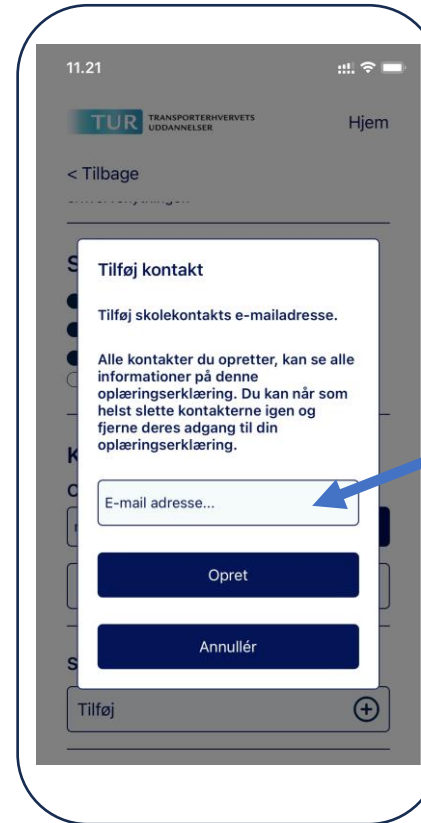 11.21
TUR TRANSPORTERHVERVETS
UDDANNELSER
Hjem
< Tilbage
S
Tilføj kontakt
Tilføj skolekontakts e-mailadresse.
Alle kontakter du opretter, kan se alle
informationer på denne
oplæringserklæring. Du kan når som
helst slette kontakterne igen og
fjerne deres adgang til din
oplæringserklæring.
K
E-mail adresse...
Opret
Annullér
S
Tilføj